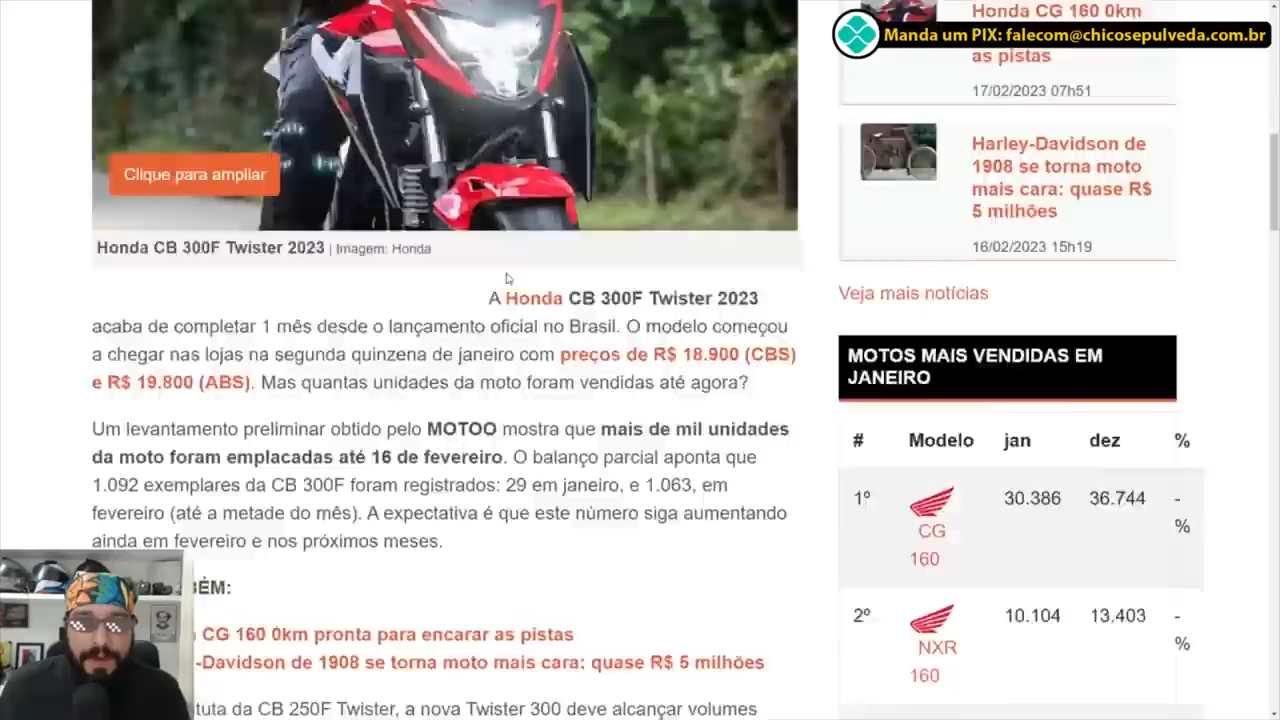 Clique para ampliar
Honda CB 300F Twister 2023 | Imagem: Honda
A Honda CB 300F Twister 2023
acaba de completar 1 mês desde o lançamento oficial no Brasil. O modelo começou
a chegar nas lojas na segunda quinzena de janeiro com preços de R$ 18.900 (CBS)
e R$ 19.800 (ABS). Mas quantas unidades da moto foram vendidas até agora?
Um levantamento preliminar obtido pelo MOTOO mostra que mais de mil unidades
da moto foram emplacadas até 16 de fevereiro. O balanço parcial aponta que
1.092 exemplares da CB 300F foram registrados: 29 em janeiro, e 1.063, em
fevereiro (até a metade do mês). A expectativa é que este número siga aumentando
ainda em fevereiro e nos próximos meses.
BÉM:
CG 160 0km pronta para encarar as pistas
-Davidson de 1908 se torna moto mais cara: quase R$ 5 milhões
tuta da CB 250F Twister, a nova Twister 300 deve alcançar volumes
Honda CG 160 0km
Manda um PIX: falecom@chicosepulveda.com.br
as pistas
17/02/2023 07h51
Harley-Davidson de
1908 se torna moto
mais cara: quase R$
5 milhões
16/02/2023 15h19
Veja mais notícias
MOTOS MAIS VENDIDAS EM
JANEIRO
# Modelo jan dez %
1º 30.386 36.744 -
%
CG
160
2º 10.104 13.403 -
%
NXR
160